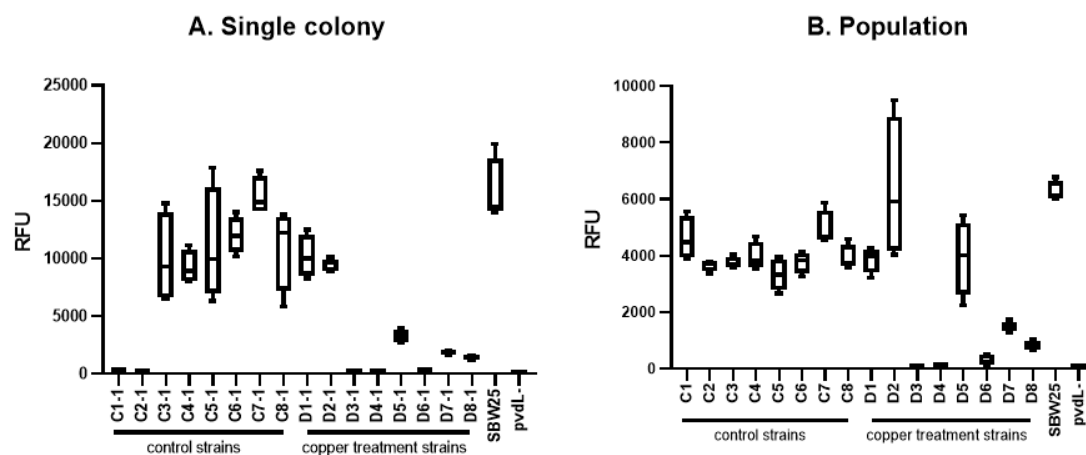 A. Single colony
RFU
25000
20000
15000
10000
5000
0
C1-1
C2-1
C3-1
C4-1
C5-1
C6-1
C7-1
C8-1
D1-1
D2-1
D3-1
D4-1
D5-1
D6-1
D7-1
D8-1
SBW25
pvdL-
control strains
copper treatment strains
B. Population
RFU
10000
8000
6000
4000
2000
0
C1
C2
C3
C4
C5
C6
C7
C8
D1
D2
D3
D4
D5
D6
D7
D8
SBW25
pvdL-
control strains
copper treatment strains